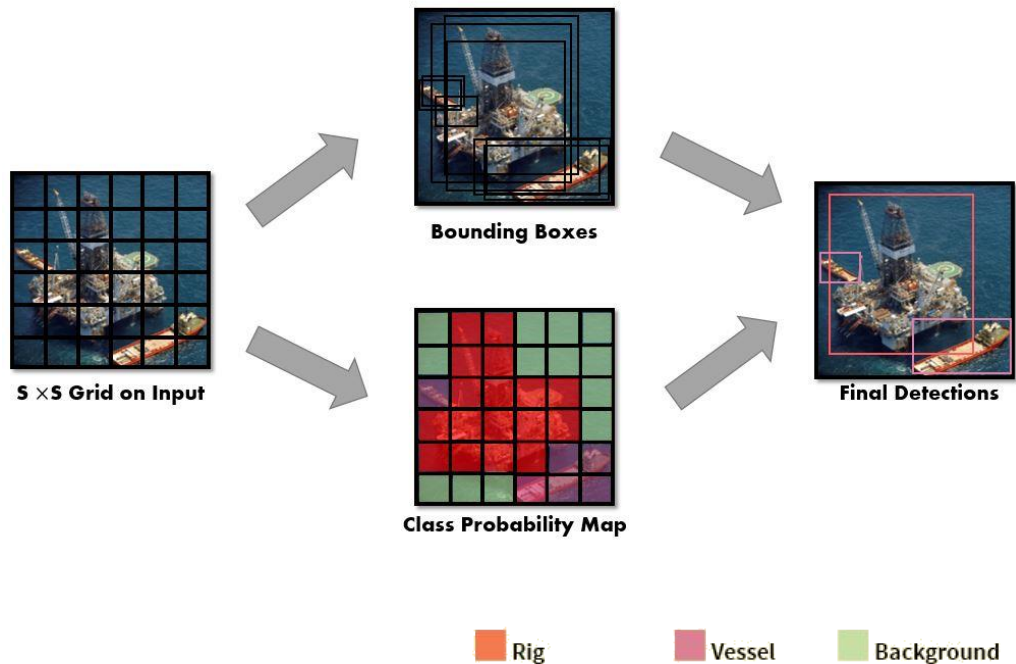 Bounding Boxes
S ×S Grid on Input
Final Detections
Class Probability Map
Rig
Vessel
Background